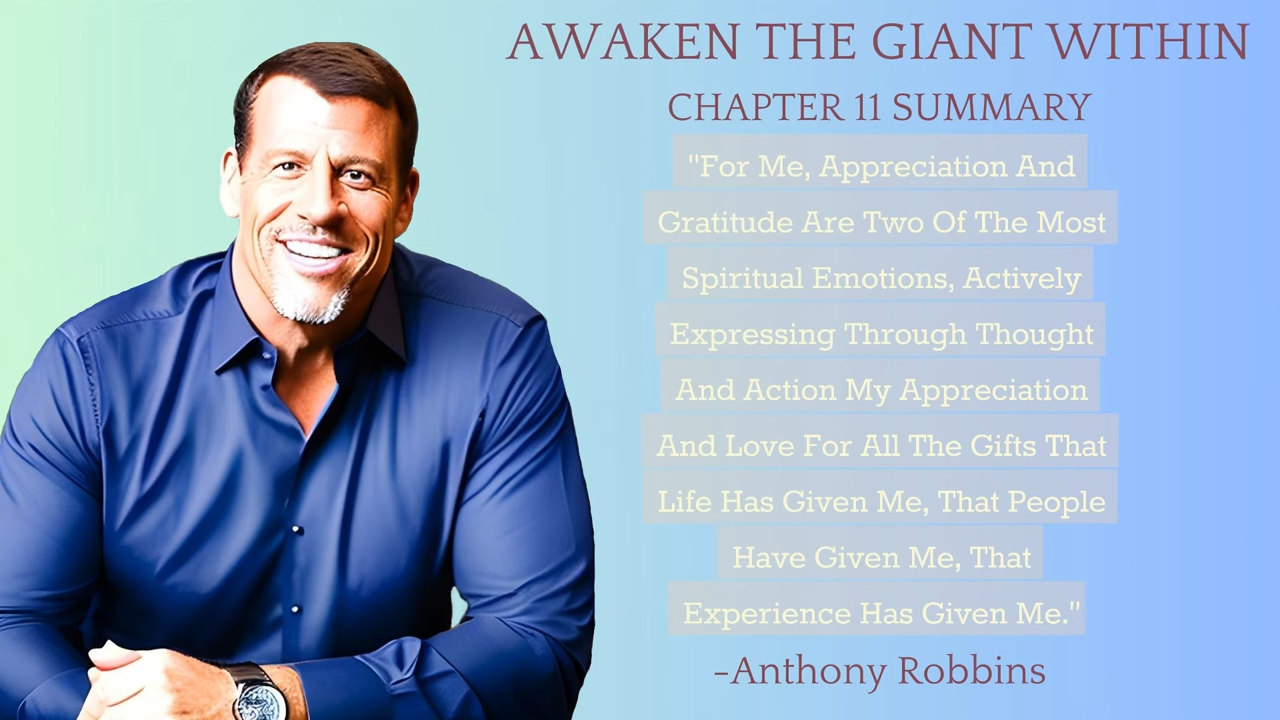 AWAKEN THE GIANT WITHIN
CHAPTER 11 SUMMARY
"For Me, Appreciation And
Gratitude Are Two Of The Most
Spiritual Emotions, Actively
Expressing Through Thought
And Action My Appreciation
And Love For All The Gifts That
Life Has Given Me, That People
Have Given Me, That
Experience Has Given Me."
–Anthony Robbins